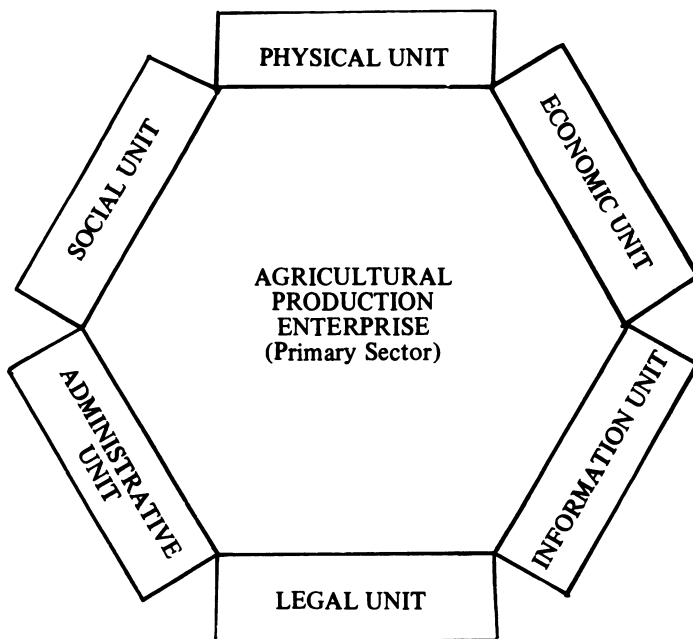 PHYSICAL UNIT
ECONOMIC UNIT
SOCIAL UNIT
AGRICULTURAL
PRODUCTION
ENTERPRISE
(Primary Sector)
ADMINISTRATIVE
UNIT
INFORMATION UNIT
LEGAL UNIT